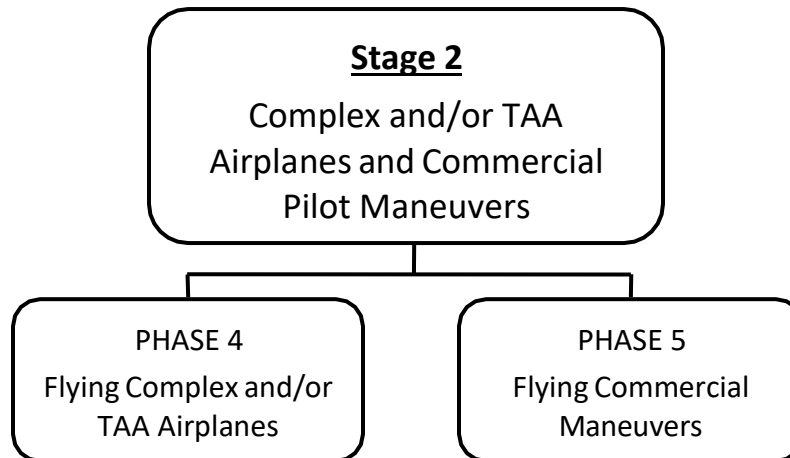 Stage 2
Complex and/or TAA
Airplanes and Commercial
Pilot Maneuvers
PHASE 4
Flying Complex and/or
TAA Airplanes
PHASE 5
Flying Commercial
Maneuvers